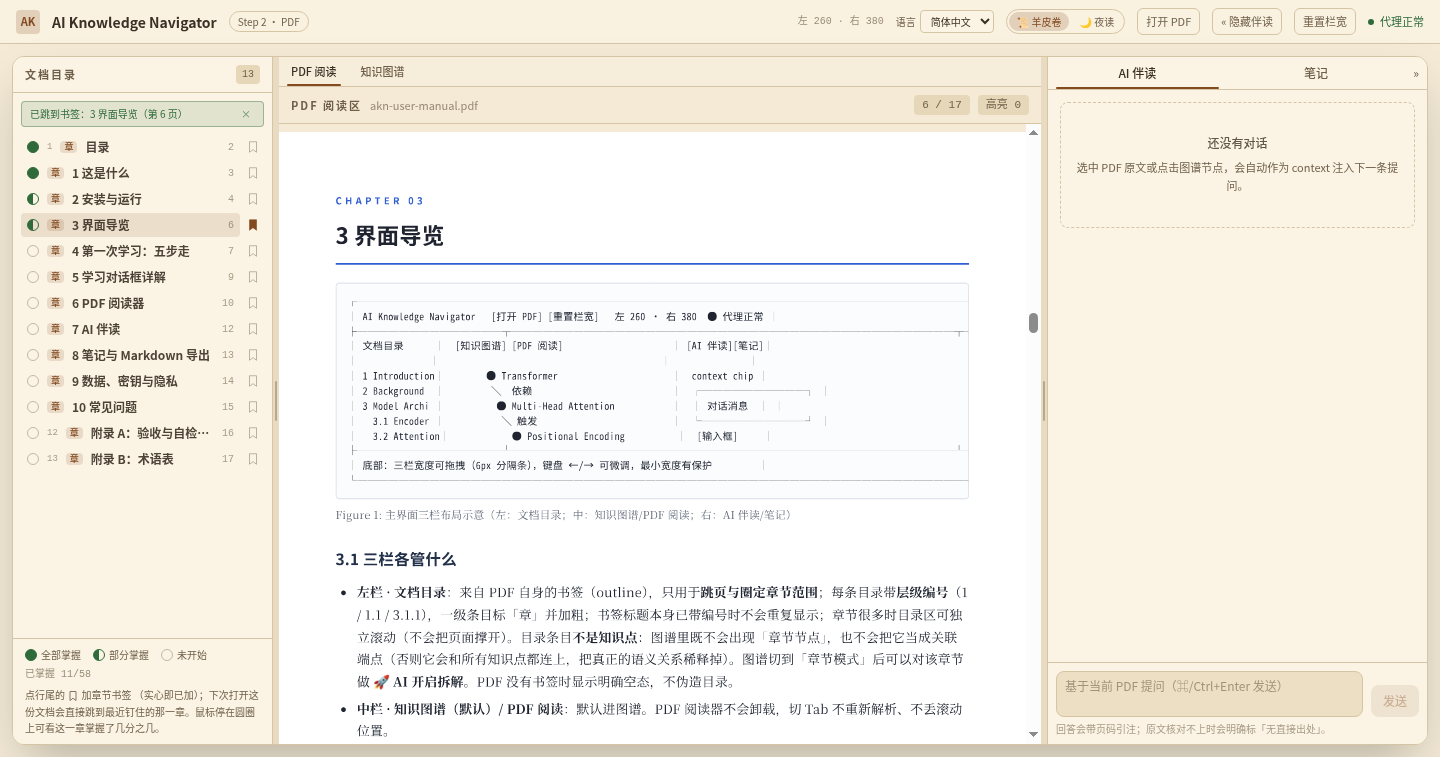 AK AI Knowledge Navigator Step 2 · PDF 左 260 · 右 380 语言 简体中文 📜 羊皮卷 🌙 夜读 打开 PDF « 隐藏伴读 重置栏宽 代理正常
文档目录 13
已跳到书签：3 界面导览（第 6 页） ×
1 章 目录 2
章 1 这是什么 3
章 2 安装与运行 4
章 3 界面导览 6
章 4 第一次学习：五步走 7
章 5 学习对话框详解 9
章 6 PDF 阅读器 10
章 7 AI 伴读 12
章 8 笔记与 Markdown 导出 13
章 9 数据、密钥与隐私 14
章 10 常见问题 15
12 章 附录 A：验收与自检… 16
13 章 附录 B：术语表 17
全部掌握 部分掌握 未开始
已掌握 11/58
点行尾的 口 加章节书签 （实心即已加）；下次打开这
份文档会直接跳到最近钉住的那一章。鼠标停在圆圈
上可看这一章掌握了几分之几。
PDF 阅读 知识图谱
PDF 阅读区 akn-user-manual.pdf 6 / 17 高亮 0
CHAPTER 03
3 界面导览
AI Knowledge Navigator [打开 PDF] [重置栏宽] 左 260 · 右 380 ● 代理正常
文档目录 [知识图谱] [PDF 阅读] [AI 伴读][笔记]
1 Introduction ● Transformer context chip
2 Background 依赖
3 Model Archi ● Multi-Head Attention 对话消息
3.1 Encoder 触发
3.2 Attention ● Positional Encoding [输入框]
底部：三栏宽度可拖拽（6px 分隔条），键盘 ←/→ 可微调，最小宽度有保护
Figure 1: 主界面三栏布局示意（左：文档目录；中：知识图谱/PDF 阅读；右：AI 伴读/笔记）
3.1 三栏各管什么
• 左栏 · 文档目录：来自 PDF 自身的书签（outline），只用于跳页与圈定章节范围；每条目录带层级编号（1
/ 1.1 / 3.1.1），一级条目标「章」并加粗；书签标题本身已带编号时不会重复显示；章节很多时目录区可独
立滚动（不会把页面撑开）。目录条目不是知识点：图谱里既不会出现「章节节点」，也不会把它当成关联
端点（否则它会和所有知识点都连上，把真正的语义关系稀释掉）。图谱切到「章节模式」后可以对该章节
做 🚀 AI 开启拆解。PDF 没有书签时显示明确空态，不伪造目录。
• 中栏 · 知识图谱（默认）/ PDF 阅读：默认进图谱。PDF 阅读器不会卸载，切 Tab 不重新解析、不丢滚动
位置。
AI 伴读 笔记 »
还没有对话
选中 PDF 原文或点击图谱节点，会自动作为 context 注入下一条提
问。
基于当前 PDF 提问（⌘/Ctrl+Enter 发送）
发送
回答会带页码引注；原文核对不上时会明确标「无直接出处」。